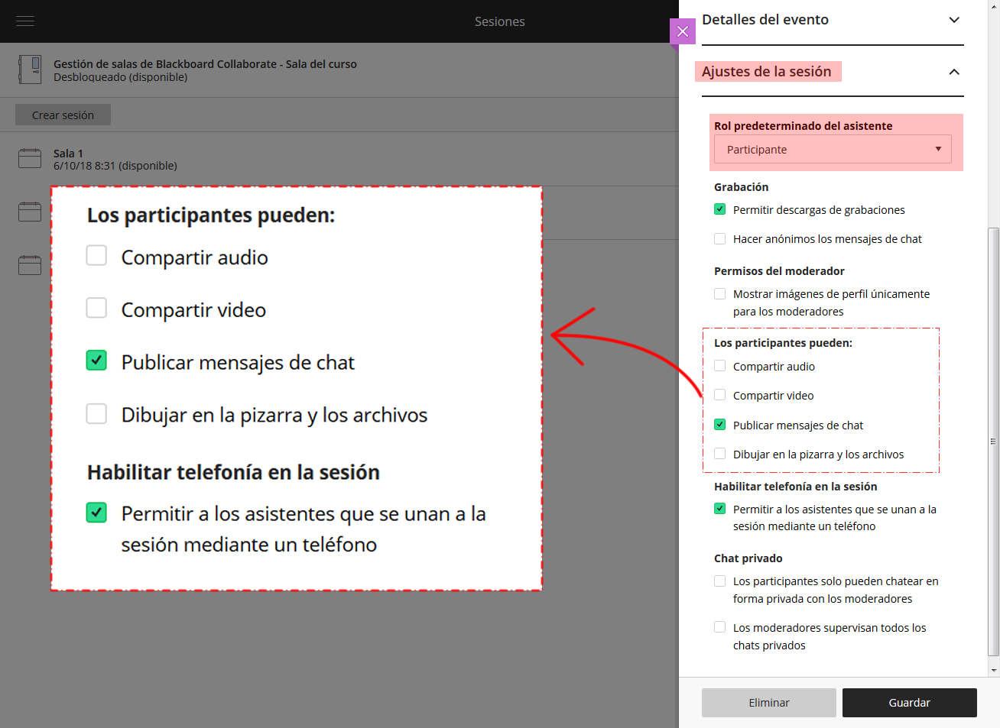 Sesiones
Gestión de salas de Blackboard Collaborate - Sala del curso
Desbloqueado (disponible)
Crear sesión
Sala 1
6/10/18 8:31 (disponible)
Los participantes pueden:
Compartir audio
Compartir video
Publicar mensajes de chat
Dibujar en la pizarra y los archivos
Habilitar telefonía en la sesión
Permitir a los asistentes que se unan a la
sesión mediante un teléfono
Detalles del evento
Ajustes de la sesión
Rol predeterminado del asistente
Participante
Grabación
Permitir descargas de grabaciones
Hacer anónimos los mensajes de chat
Permisos del moderador
Mostrar imágenes de perfil únicamente
para los moderadores
Los participantes pueden:
Compartir audio
Compartir video
Publicar mensajes de chat
Dibujar en la pizarra y los archivos
Habilitar telefonía en la sesión
Permitir a los asistentes que se unan a la
sesión mediante un teléfono
Chat privado
Los participantes solo pueden chatear en
forma privada con los moderadores
Los moderadores supervisan todos los
chats privados
Eliminar
Guardar